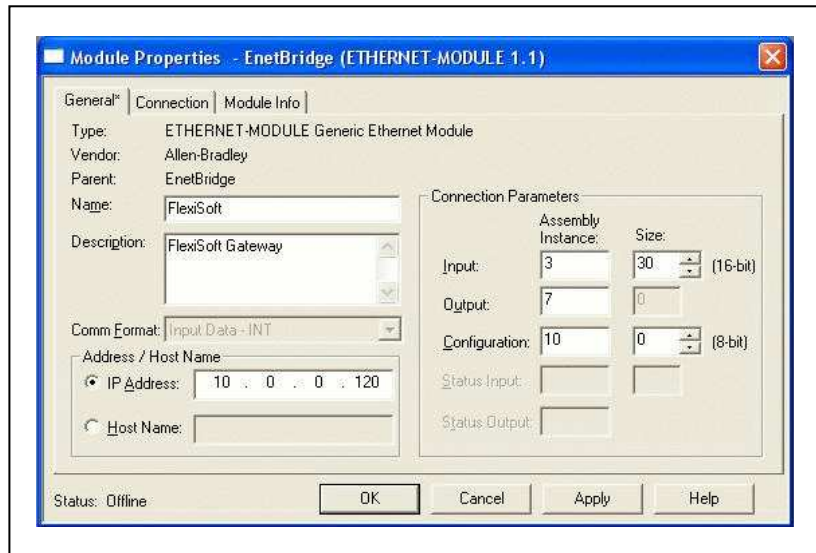 Module Properties - EnetBridge (ETHERNET-MODULE 1.1)
General* Connection Module Info
Type: ETHERNET-MODULE Generic Ethernet Module
Vendor: Allen-Bradley
Parent: EnetBridge
Name: FlexiSoft
Description: FlexiSoft Gateway
Comm Format: Input Data - INT
Address / Host Name
IP Address: 10 . 0 . 0 . 120
Host Name:
Connection Parameters
Assembly Instance: Size:
Input: 3 30 (16-bit)
Output: 7 0
Configuration: 10 0 (8-bit)
Status Input:
Status Output:
Status: Offline
OK Cancel Apply Help